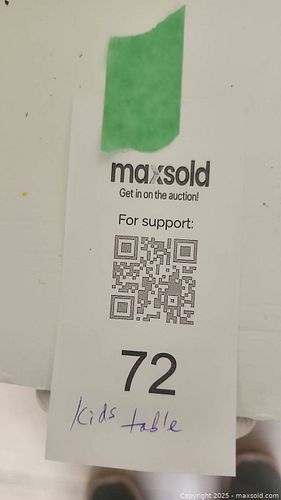 maxsold
Get in on the auction!
For support:
72
Kids table
Copyright 2025 - maxsold.com